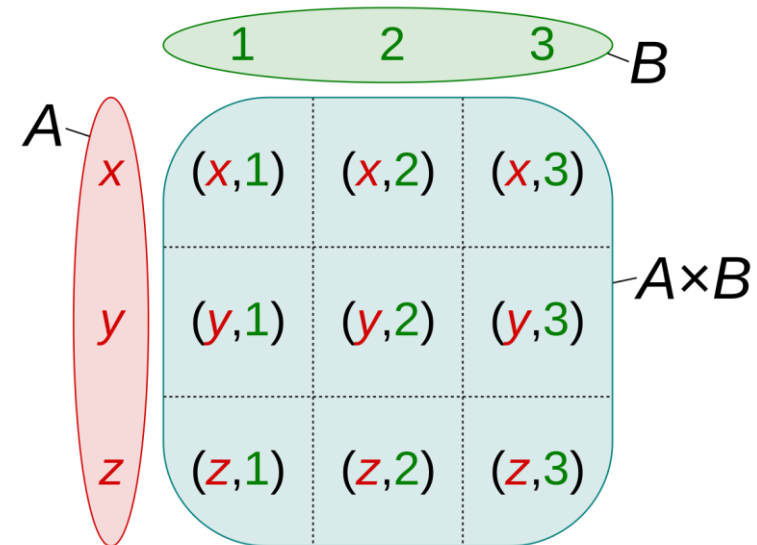 1 2 3 B
A
x (x,1) (x,2) (x,3)
A×B
y (y,1) (y,2) (y,3)
z (z,1) (z,2) (z,3)